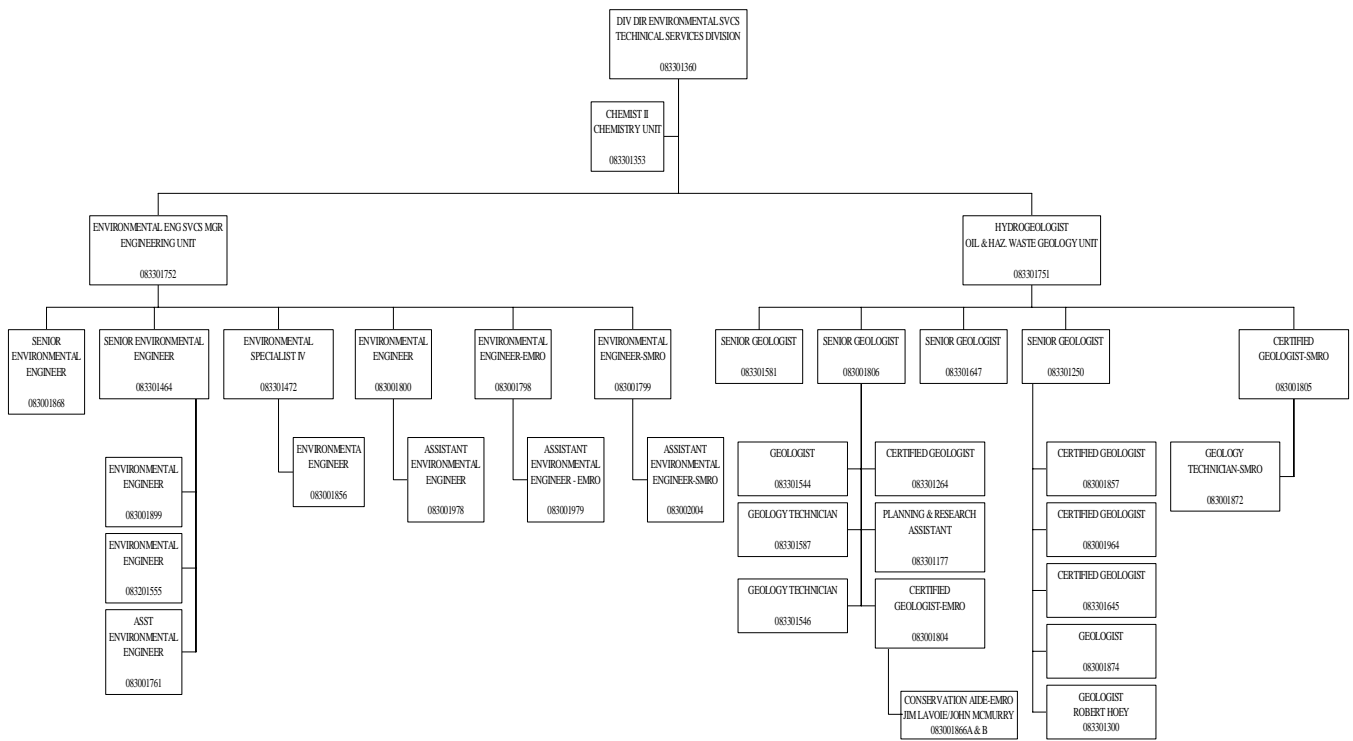 DIV DIR ENVIRONMENTAL SVCS
TECHINICAL SERVICES DIVISION
083301360
CHEMIST II
CHEMISTRY UNIT
083301353
ENVIRONMENTAL ENG SVCS MGR
ENGINEERING UNIT
083301752
HYDROGEOLOGIST
OIL & HAZ. WASTE GEOLOGY UNIT
083301751
SENIOR
ENVIRONMENTAL
ENGINEER
083001868
SENIOR ENVIRONMENTAL
ENGINEER
083301464
ENVIRONMENTAL
SPECIALIST IV
083301472
ENVIRONMENTAL
ENGINEER
083001800
ENVIRONMENTAL
ENGINEER-EMRO
083001798
ENVIRONMENTAL
ENGINEER-SMRO
083001799
SENIOR GEOLOGIST
083301581
SENIOR GEOLOGIST
083001806
SENIOR GEOLOGIST
083301647
SENIOR GEOLOGIST
083301250
CERTIFIED
GEOLOGIST-SMRO
083001805
ENVIRONMENTAL
ENGINEER
083001899
ENVIRONMENTAL
ENGINEER
083201555
ASST
ENVIRONMENTAL
ENGINEER
083001761
ENVIRONMENTA
ENGINEER
083001856
ASSISTANT
ENVIRONMENTAL
ENGINEER
083001978
ASSISTANT
ENVIRONMENTAL
ENGINEER - EMRO
083001979
ASSISTANT
ENVIRONMENTAL
ENGINEER-SMRO
083002004
GEOLOGIST
083301544
GEOLOGY TECHNICIAN
083301587
GEOLOGY TECHNICIAN
083301546
CERTIFIED GEOLOGIST
083301264
PLANNING & RESEARCH
ASSISTANT
083301177
CERTIFIED
GEOLOGIST-EMRO
083001804
CONSERVATION AIDE-EMRO
JIM LAVOIE/JOHN MCMURRY
083001866A & B
CERTIFIED GEOLOGIST
083001857
CERTIFIED GEOLOGIST
083001964
CERTIFIED GEOLOGIST
083301645
GEOLOGIST
083001874
GEOLOGIST
ROBERT HOEY
083301300
GEOLOGY
TECHNICIAN-SMRO
083001872